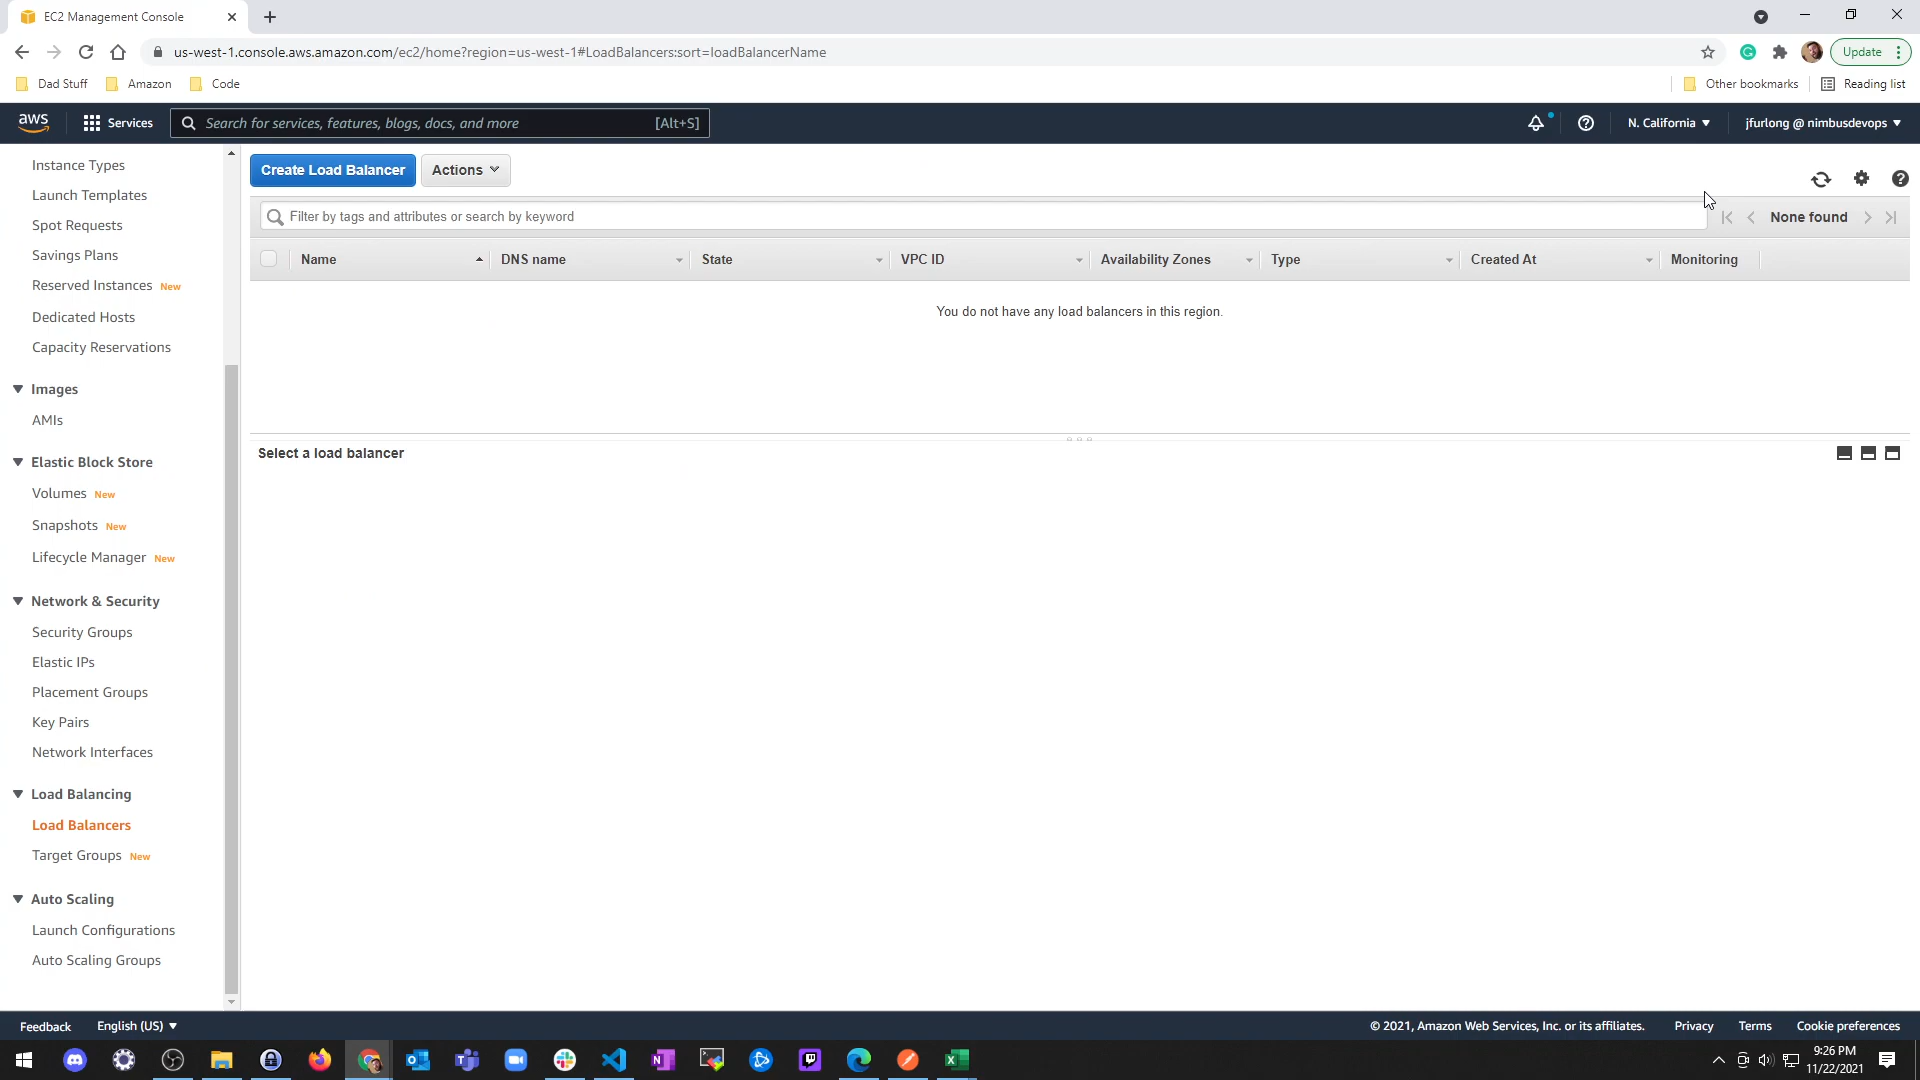 EC2 Management Console
us-west-1.console.aws.amazon.com/ec2/home?region=us-west-1#LoadBalancers:sort=loadBalancerName
Update
Dad Stuff
Amazon
Code
Other bookmarks
Reading list
aws
Services
Search for services, features, blogs, docs, and more
[Alt+S]
N. California
jfurlong @ nimbusdevops
Instance Types
Launch Templates
Spot Requests
Savings Plans
Reserved Instances New
Dedicated Hosts
Capacity Reservations
Images
AMIs
Elastic Block Store
Volumes New
Snapshots New
Lifecycle Manager New
Network & Security
Security Groups
Elastic IPs
Placement Groups
Key Pairs
Network Interfaces
Load Balancing
Load Balancers
Target Groups New
Auto Scaling
Launch Configurations
Auto Scaling Groups
Create Load Balancer
Actions
Filter by tags and attributes or search by keyword
None found
Name
DNS name
State
VPC ID
Availability Zones
Type
Created At
Monitoring
You do not have any load balancers in this region.
Select a load balancer
Feedback
English (US)
© 2021, Amazon Web Services, Inc. or its affiliates.
Privacy
Terms
Cookie preferences
9:26 PM
11/22/2021